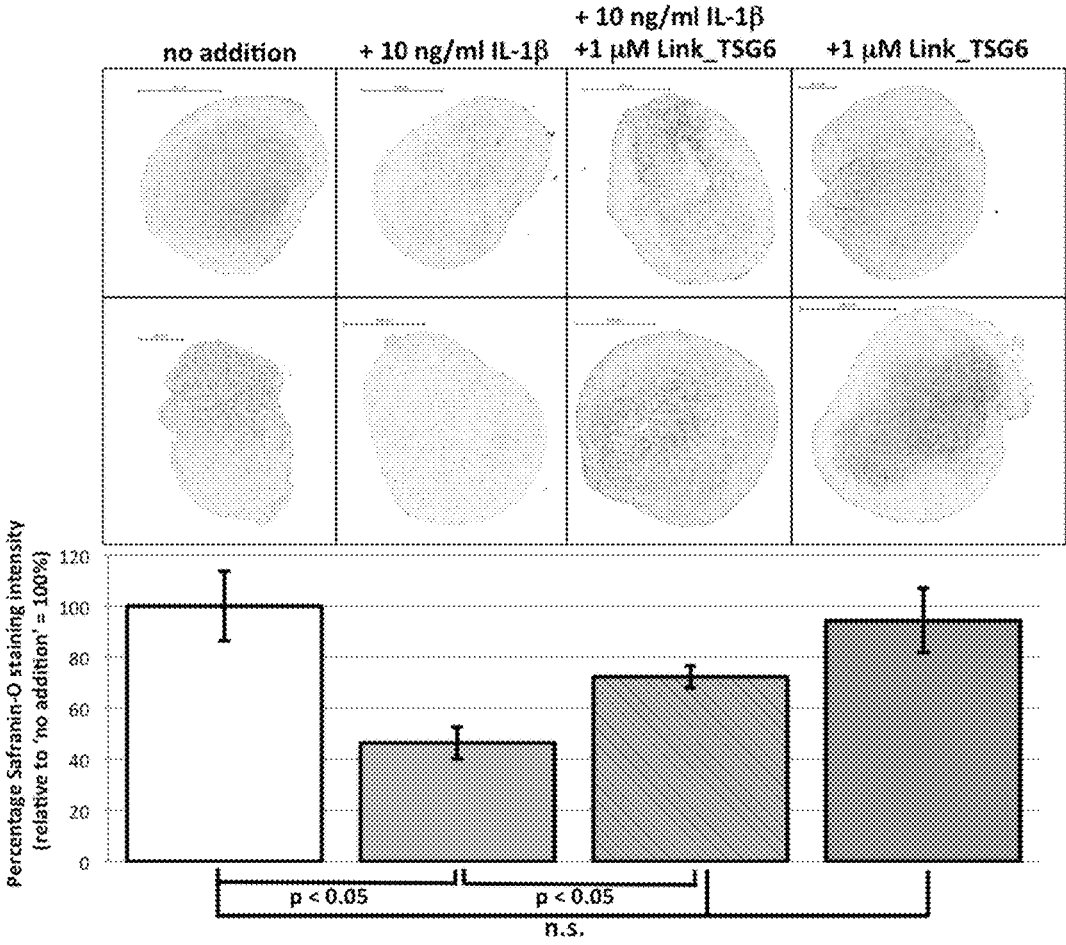 + 10 ng/ml IL-1β
no addition + 10 ng/ml IL-1β +1 μM Link_TSG6 +1 μM Link_TSG6
Percentage Safranin-O staining intensity
(relative to 'no addition' = 100%)
120
100
80
60
40
20
0
p < 0.05 p < 0.05
n.s.